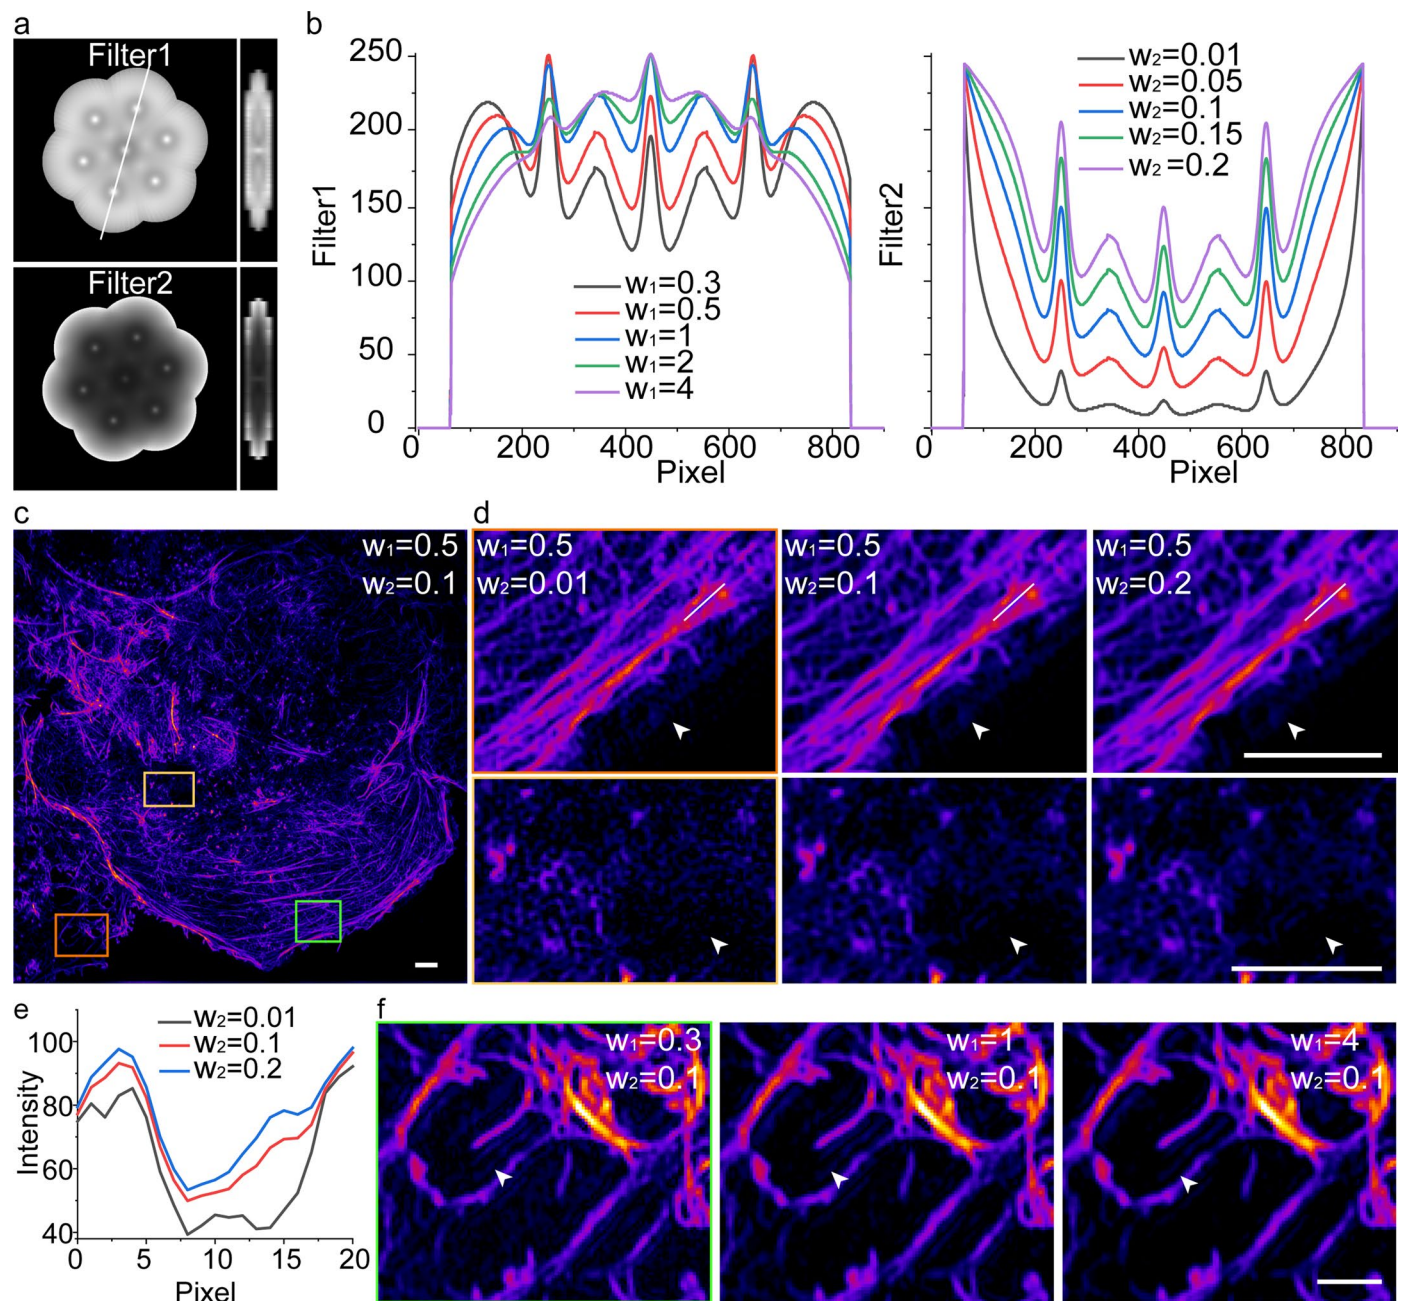 a
Filter1
Filter2
b
250
200
150
100
50
0
Filter1
w₁=0.3
w₁=0.5
w₁=1
w₁=2
w₁=4
0 200 400 600 800
Pixel
Filter2
w₂=0.01
w₂=0.05
w₂=0.1
w₂=0.15
w₂=0.2
0 200 400 600 800
Pixel
c
w₁=0.5
w₂=0.1
d
w₁=0.5
w₂=0.01
w₁=0.5
w₂=0.1
w₁=0.5
w₂=0.2
e
100
80
60
40
Intensity
w₂=0.01
w₂=0.1
w₂=0.2
0 5 10 15 20
Pixel
f
w₁=0.3
w₂=0.1
w₁=1
w₂=0.1
w₁=4
w₂=0.1